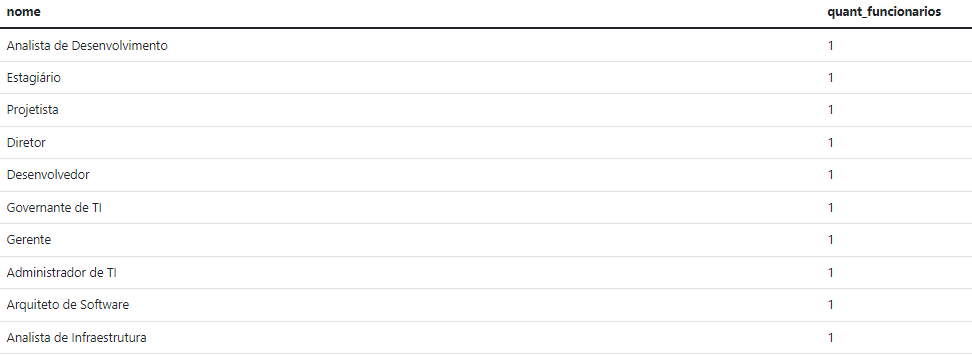 nome quant_funcionarios
Analista de Desenvolvimento 1
Estagiário 1
Projetista 1
Diretor 1
Desenvolvedor 1
Governante de TI 1
Gerente 1
Administrador de TI 1
Arquiteto de Software 1
Analista de Infraestrutura 1